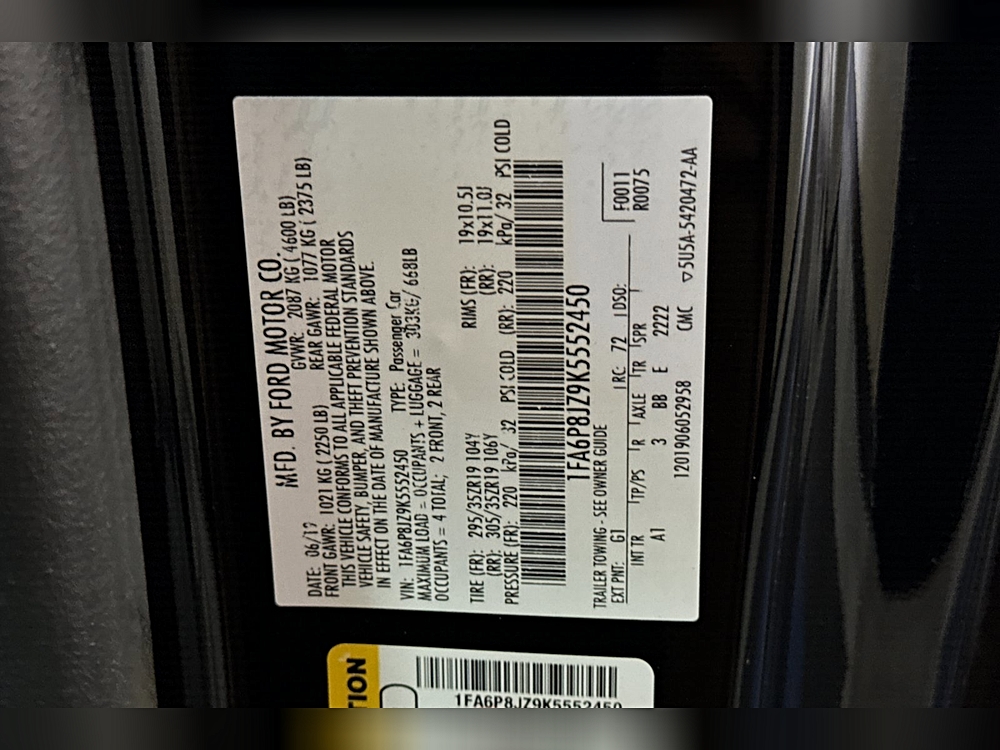 MFD. BY FORD MOTOR CO.
DATE: 06/19 GVWR: 2087 KG ( 4600 LB)
FRONT GAWR: 1021 KG ( 2250 LB) REAR GAWR: 1077 KG ( 2375 LB)
THIS VEHICLE CONFORMS TO ALL APPLICABLE FEDERAL MOTOR
VEHICLE SAFETY, BUMPER, AND THEFT PREVENTION STANDARDS
IN EFFECT ON THE DATE OF MANUFACTURE SHOWN ABOVE.
VIN: 1FA6P8JZ9K5552450 TYPE: Passenger Car
MAXIMUM LOAD = OCCUPANTS + LUGGAGE = 303KG/ 668LB
OCCUPANTS = 4 TOTAL; 2 FRONT, 2 REAR
TIRE (FR): 295/35ZR19 104Y RIMS (FR): 19x10.5J
(RR): 305/35ZR19 106Y (RR): 19x11.0J
PRESSURE (FR): 220 kPa/ 32 PSI COLD (RR): 220 kPa/ 32 PSI COLD
1FA6P8JZ9K5552450
TRAILER TOWING - SEE OWNER GUIDE F0011
EXT PNT: G1 RC: 72 DSO: R0075
INT TR TP/PS R AXLE TR SPR
A1 3 BB E 2222
1201906052958 CMC ▽5U5A-5420472-AA
TION
1FA6P8JZ9K5552450